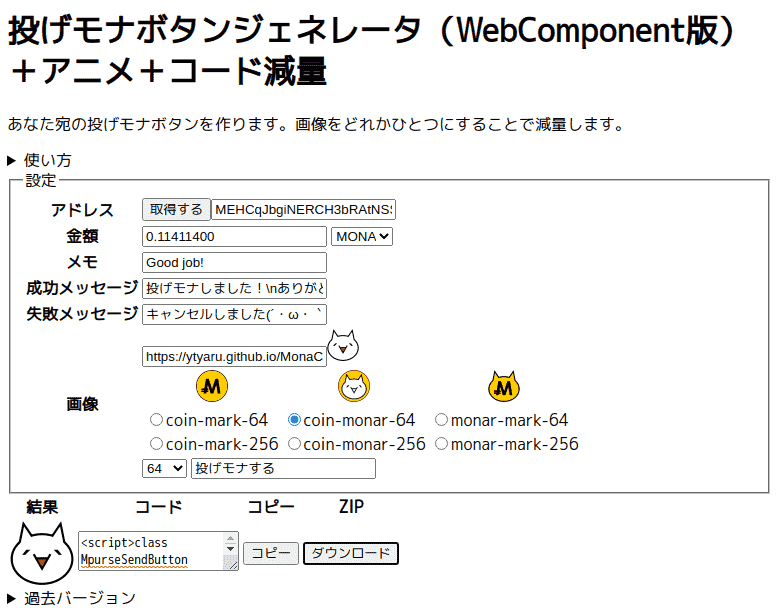 投げモナボタンジェネレータ（WebComponent版）
＋アニメ＋コード減量
あなた宛の投げモナボタンを作ります。画像をどれかひとつにすることで減量します。
▶ 使い方
設定
アドレス 取得する MEHCqJbgiNERCH3bRAtNS
金額 0.11411400 MONA
メモ Good job!
成功メッセージ 投げモナしました！\nありがと
失敗メッセージ キャンセルしました(´・ω・｀
https://ytyaru.github.io/MonaC
画像
coin-mark-64 coin-monar-64 monar-mark-64
coin-mark-256 coin-monar-256 monar-mark-256
64 投げモナする
結果 コード コピー ZIP
<script>class
MpurseSendButton
コピー ダウンロード
▶ 過去バージョン